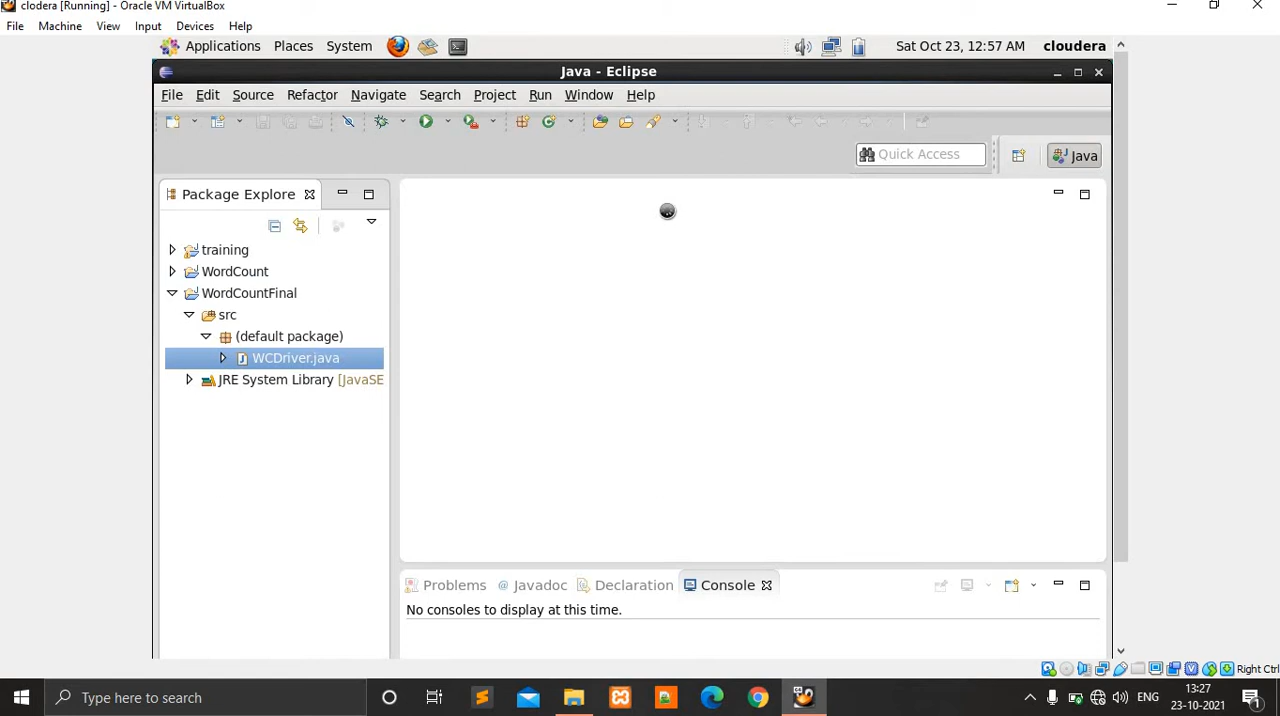 clodera [Running] - Oracle VM VirtualBox
File Machine View Input Devices Help
Applications Places System Sat Oct 23, 12:57 AM cloudera
Java - Eclipse
File Edit Source Refactor Navigate Search Project Run Window Help
Quick Access Java
Package Explore
training
WordCount
WordCountFinal
src
(default package)
WCDriver.java
JRE System Library [JavaSE
Problems @ Javadoc Declaration Console
No consoles to display at this time.
Right Ctrl
Type here to search
ENG
13:27
23-10-2021
1